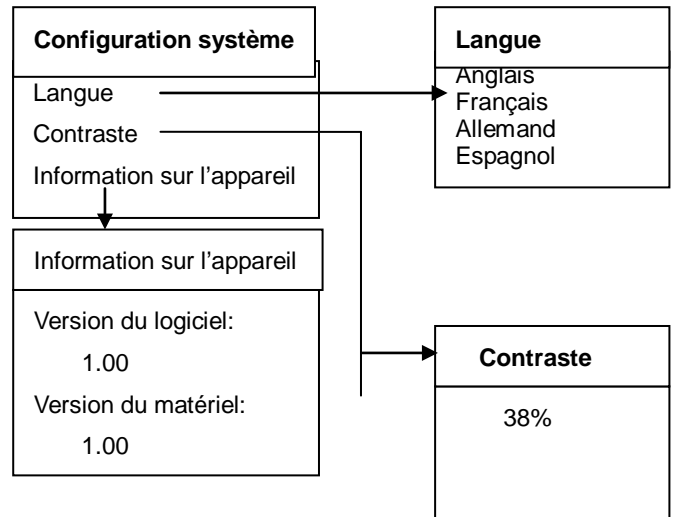 Configuration système
Langue
Contraste
Information sur l'appareil
Langue
Anglais
Français
Allemand
Espagnol
Information sur l'appareil
Version du logiciel:
1.00
Version du matériel:
1.00
Contraste
38%